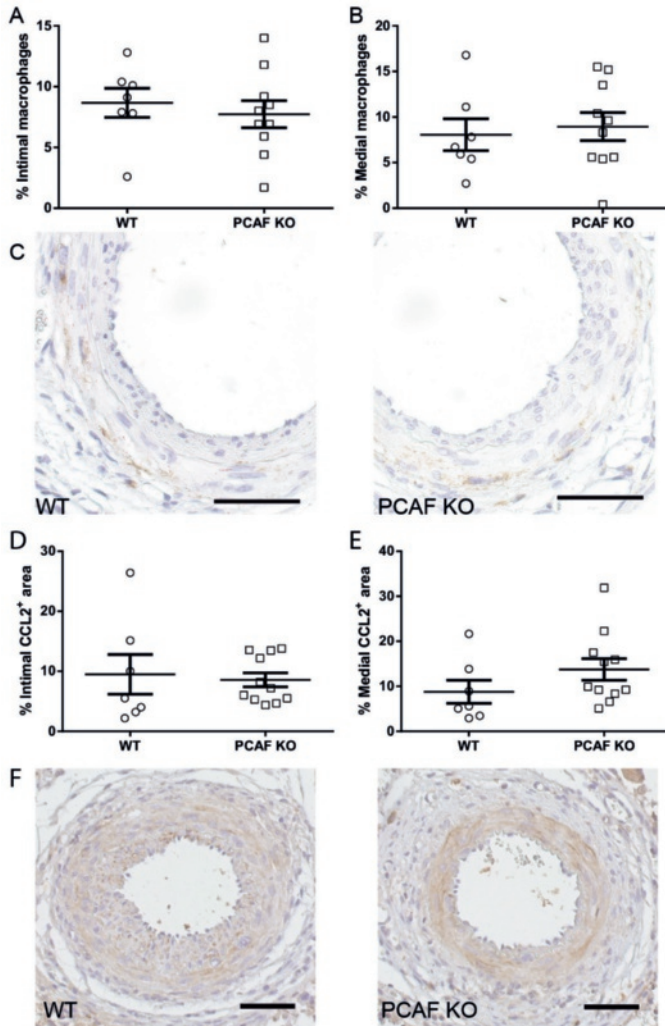 A
% Intimal macrophages
15
10
5
0
WT
PCAF KO
B
% Medial macrophages
20
15
10
5
0
WT
PCAF KO
C
WT
PCAF KO
D
% Intimal CCL2⁺ area
30
20
10
0
WT
PCAF KO
E
% Medial CCL2⁺ area
40
30
20
10
0
WT
PCAF KO
F
WT
PCAF KO